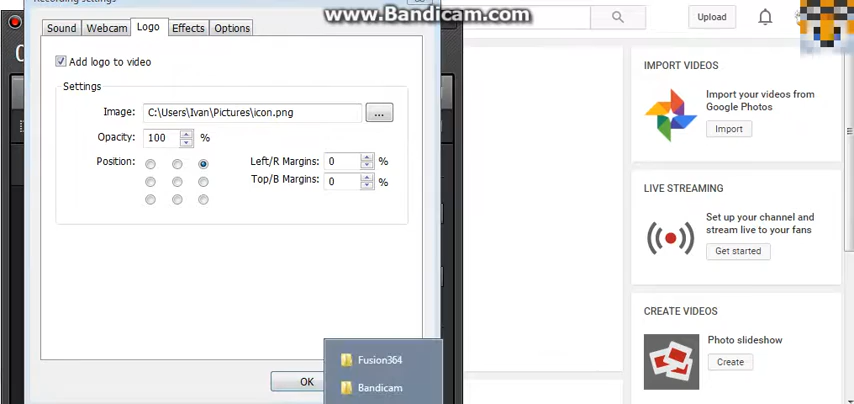 Recording settings
www.Bandicam.com
Upload
Sound Webcam Logo Effects Options
Add logo to video
Settings
Image: C:\Users\Ivan\Pictures\icon.png ...
Opacity: 100 %
Position:
Left/R Margins: 0 %
Top/B Margins: 0 %
OK
Fusion364
Bandicam
IMPORT VIDEOS
Import your videos from
Google Photos
Import
LIVE STREAMING
Set up your channel and
stream live to your fans
Get started
CREATE VIDEOS
Photo slideshow
Create